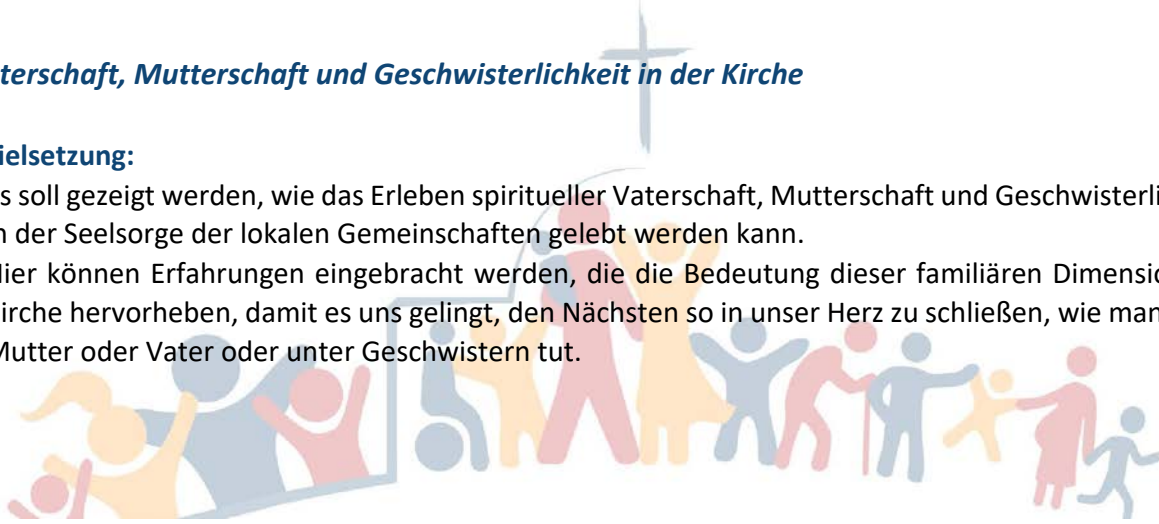 terschaft, Mutterschaft und Geschwisterlichkeit in der Kirche
ielsetzung:
s soll gezeigt werden, wie das Erleben spiritueller Vaterschaft, Mutterschaft und Geschwisterli
n der Seelsorge der lokalen Gemeinschaften gelebt werden kann.
Hier können Erfahrungen eingebracht werden, die die Bedeutung dieser familiären Dimensio
irche hervorheben, damit es uns gelingt, den Nächsten so in unser Herz zu schließen, wie man
Mutter oder Vater oder unter Geschwistern tut.